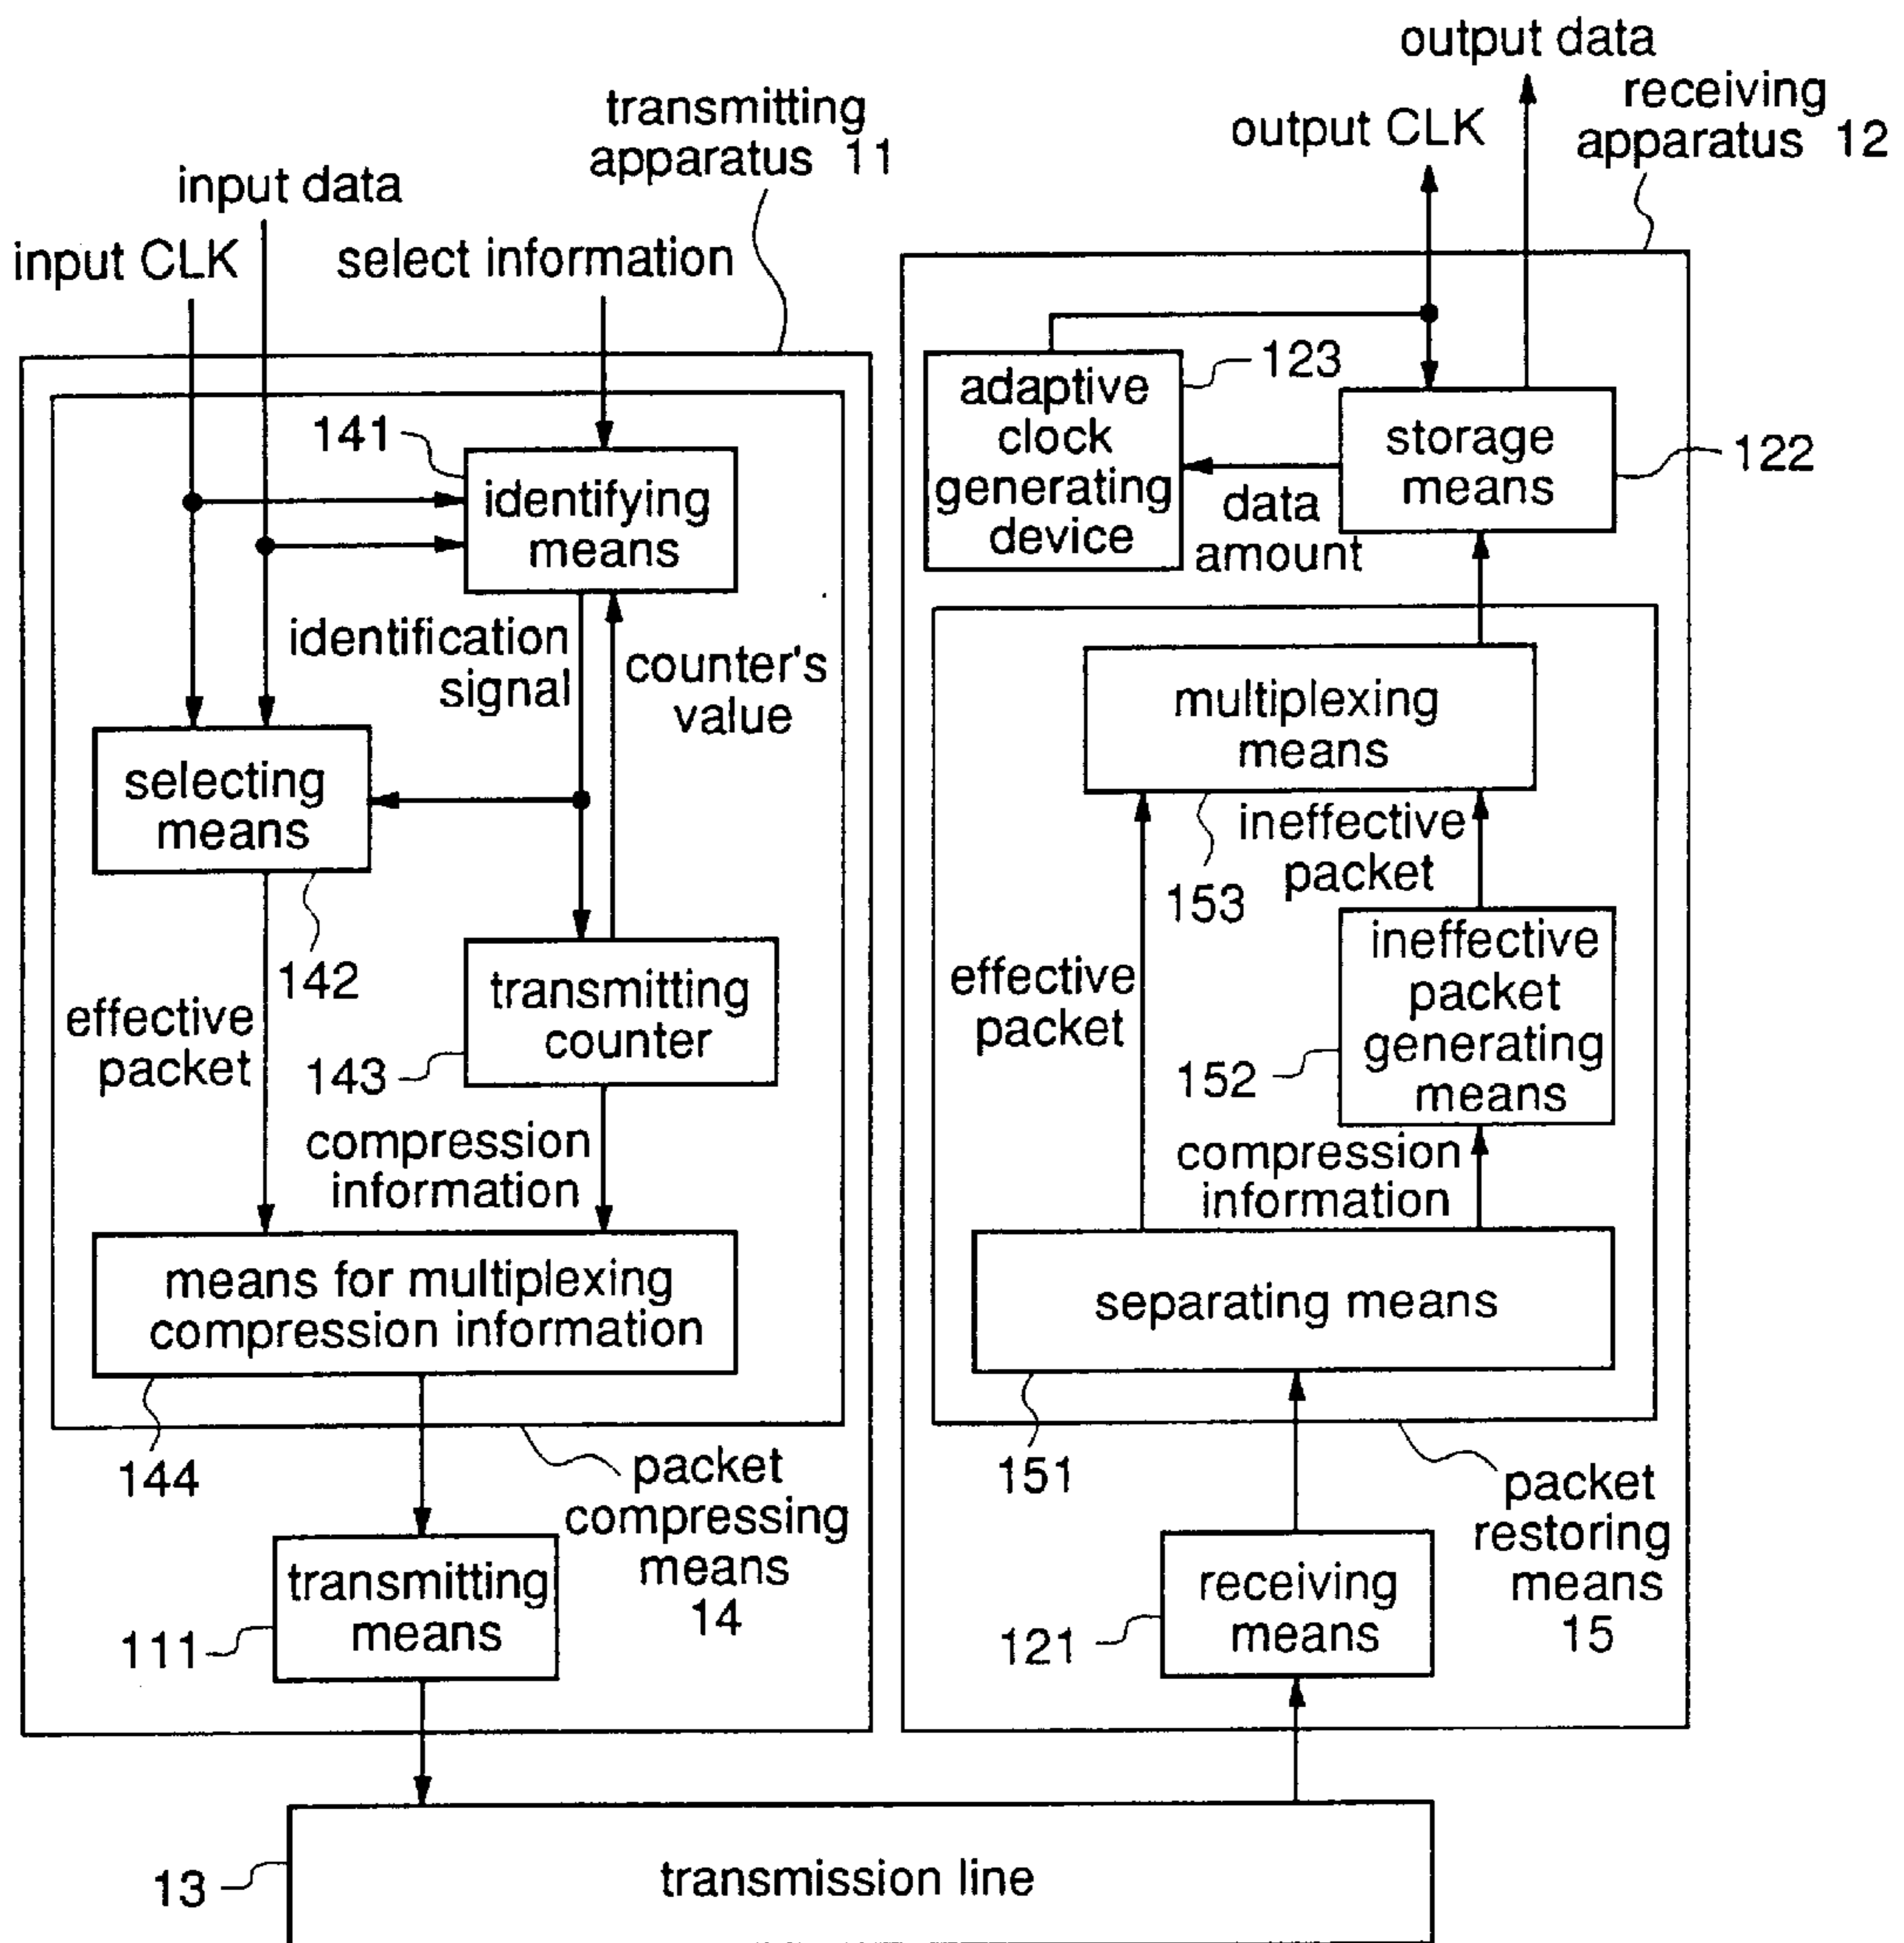 output data
output CLK
receiving
apparatus 12
transmitting
apparatus 11
input data
input CLK
select information
141
identifying
means
identification
signal
counter's
value
selecting
means
142
effective
packet
transmitting
counter
143
compression
information
means for multiplexing
compression information
144
packet
compressing
means
14
transmitting
means
111
adaptive
clock
generating
device
123
storage
means
122
data
amount
multiplexing
means
153
ineffective
packet
effective
packet
ineffective
packet
generating
means
152
compression
information
separating means
151
packet
restoring
means
15
receiving
means
121
13
transmission line